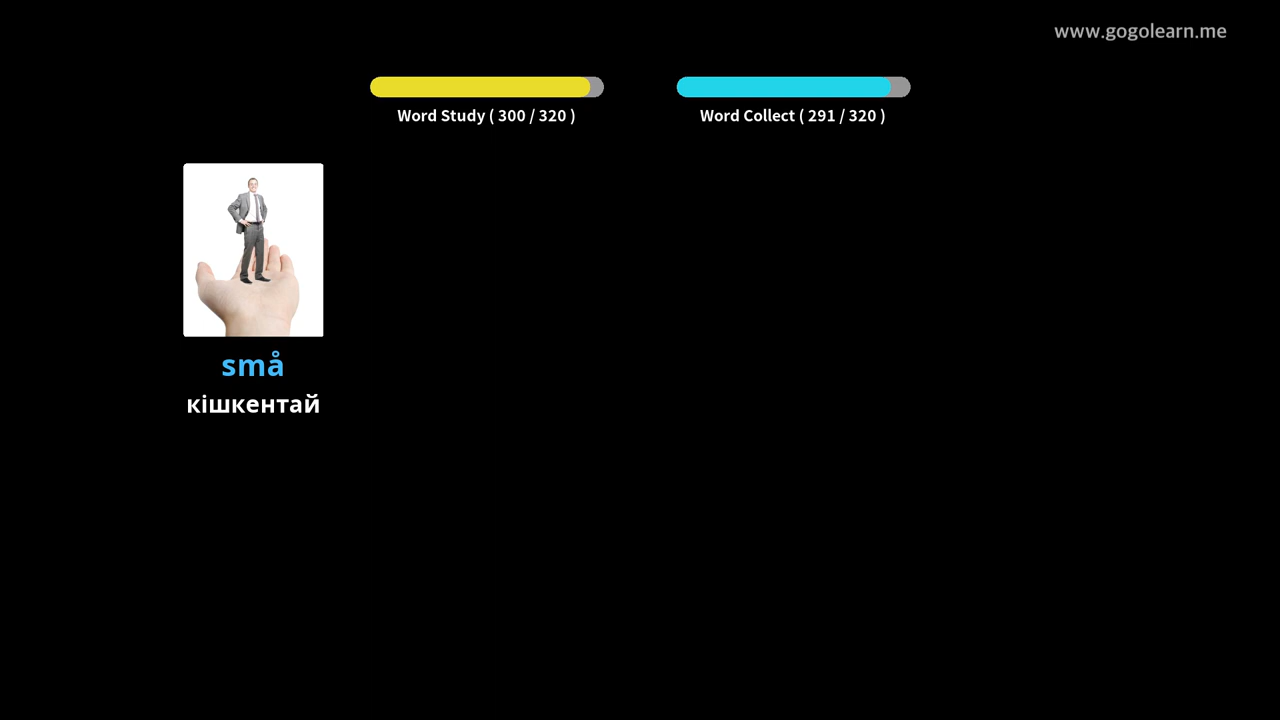 www.gogolearn.me
Word Study ( 300 / 320 )
Word Collect ( 291 / 320 )
små
кішкентай